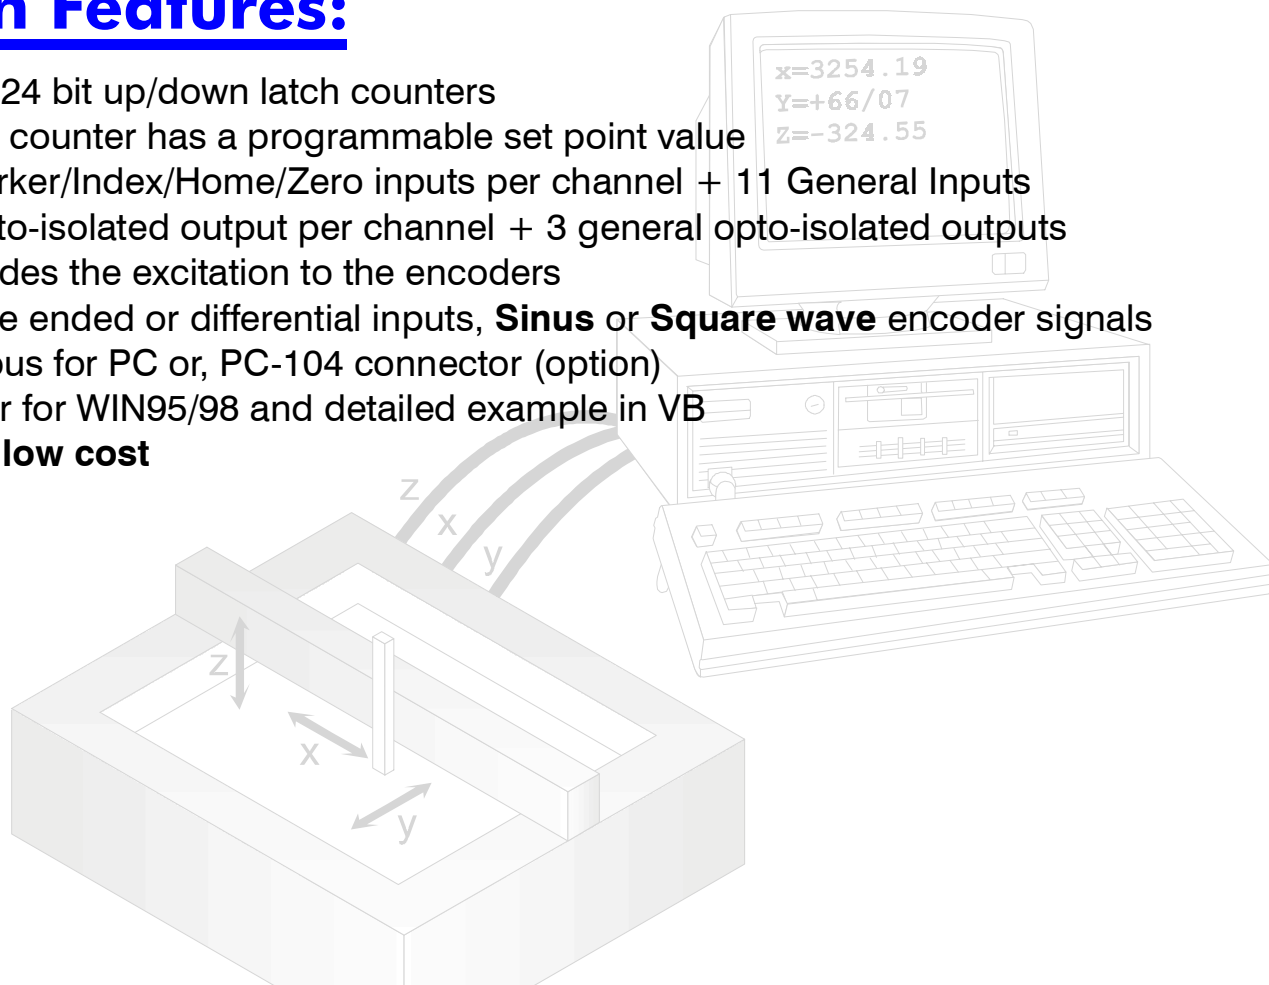 n Features:
24 bit up/down latch counters
counter has a programmable set point value
rker/Index/Home/Zero inputs per channel + 11 General Inputs
to-isolated output per channel + 3 general opto-isolated outputs
des the excitation to the encoders
e ended or differential inputs, Sinus or Square wave encoder signals
ous for PC or, PC-104 connector (option)
r for WIN95/98 and detailed example in VB
low cost
x=3254.19
Y=+66/07
Z=-324.55
z
x
y
z
x
y